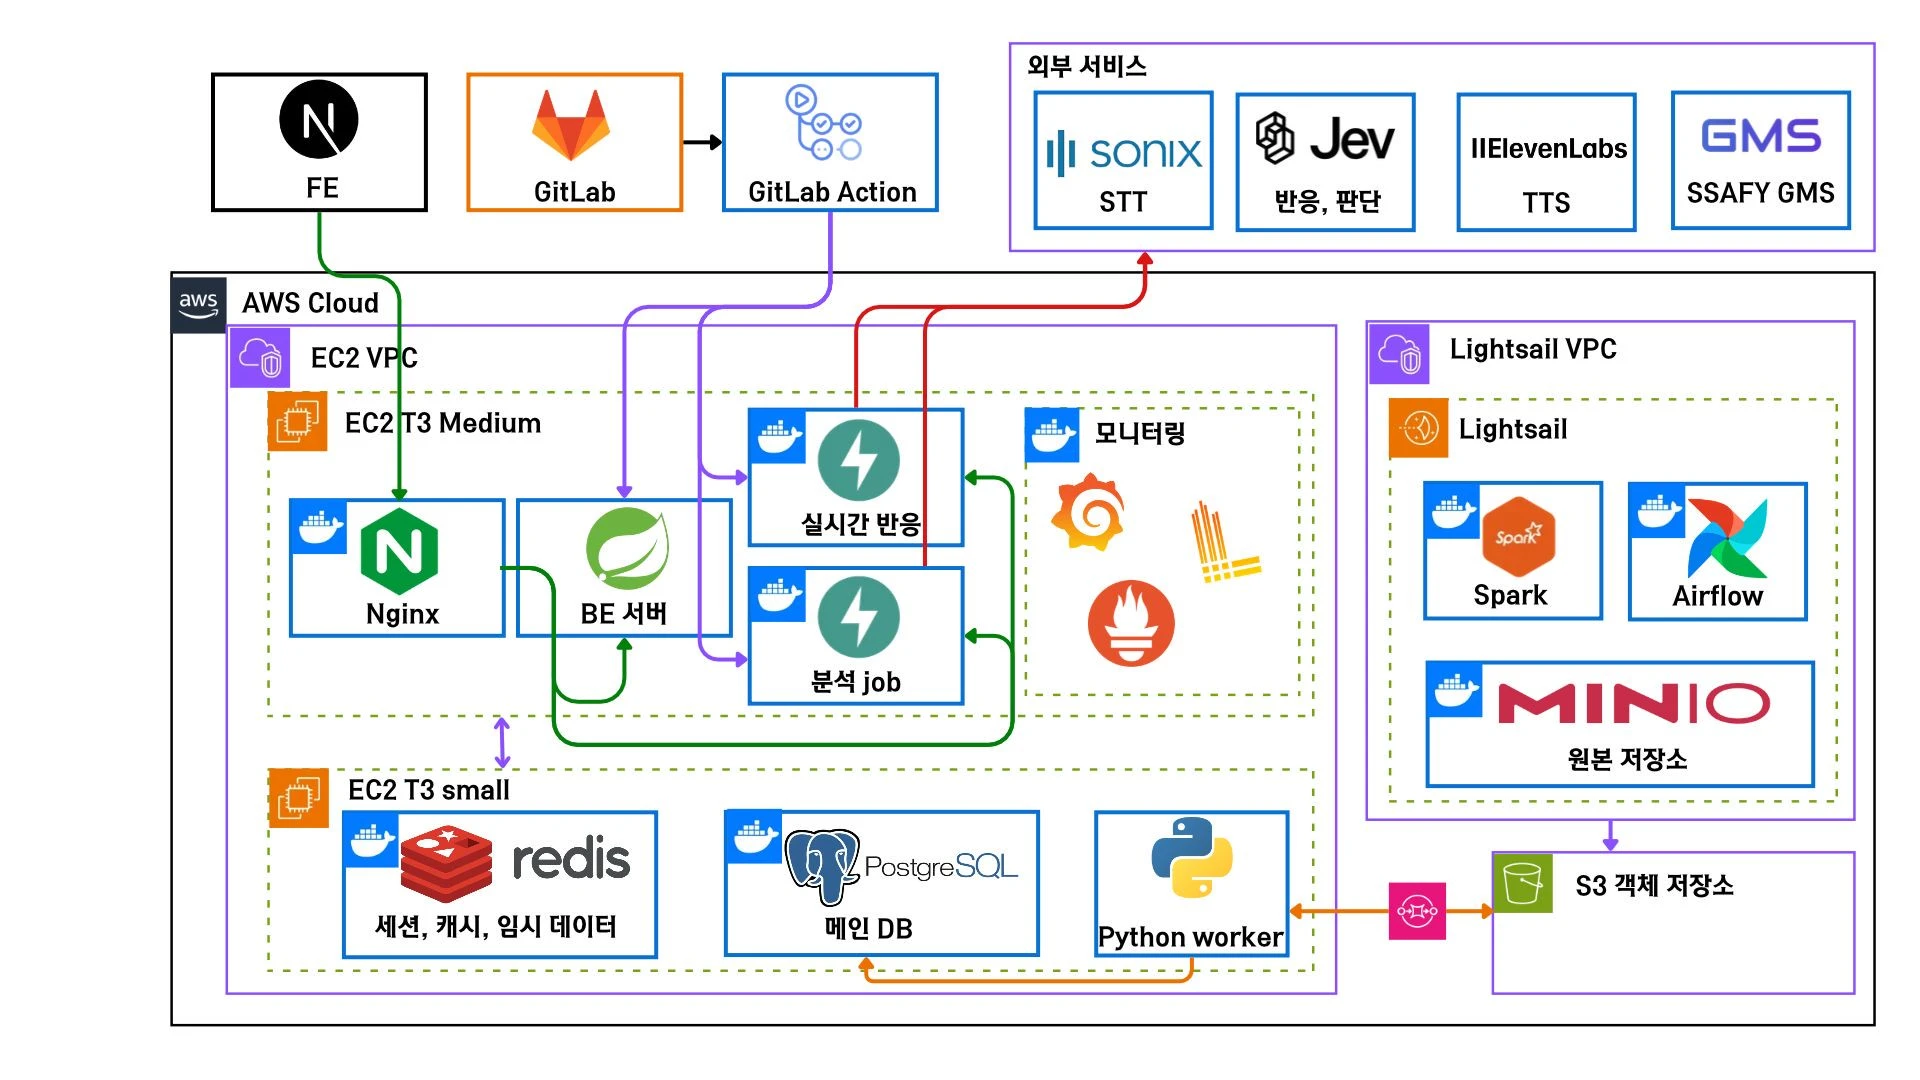 외부 서비스
FE
GitLab
GitLab Action
sonix
STT
Jev
반응, 판단
IIElevenLabs
TTS
GMS
SSAFY GMS
aws
AWS Cloud
EC2 VPC
EC2 T3 Medium
Nginx
BE 서버
실시간 반응
분석 job
모니터링
Lightsail VPC
Lightsail
Spark
Spark
Airflow
MINIO
원본 저장소
EC2 T3 small
redis
세션, 캐시, 임시 데이터
PostgreSQL
메인 DB
Python worker
S3 객체 저장소